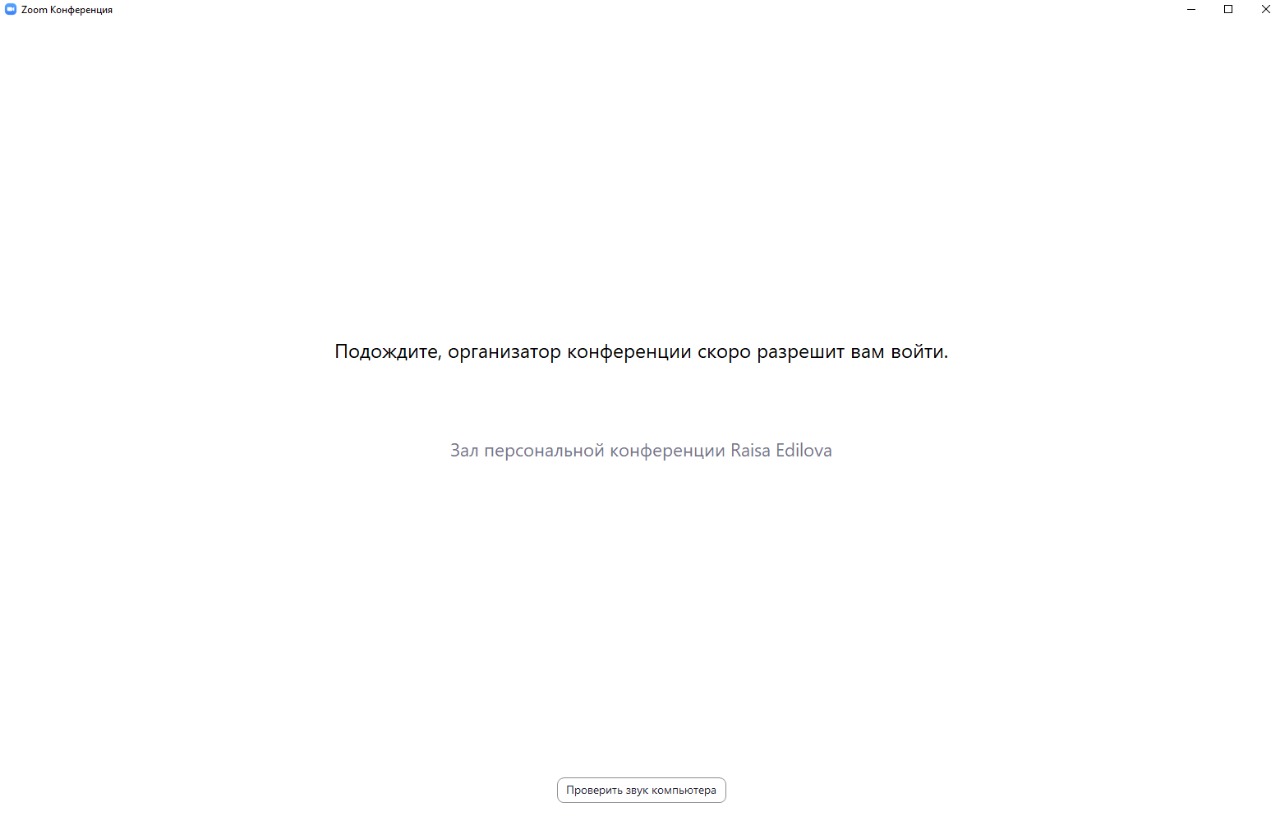 Zoom Конференция
Подождите, организатор конференции скоро разрешит вам войти.
Зал персональной конференции Raisa Edilova
Проверить звук компьютера